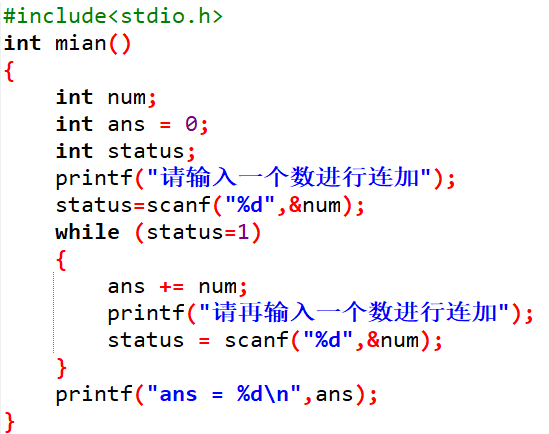 #include<stdio.h>
int mian()
{
    int num;
    int ans = 0;
    int status;
    printf("请输入一个数进行连加");
    status=scanf("%d",&num);
    while (status=1)
    {
        ans += num;
        printf("请再输入一个数进行连加");
        status = scanf("%d",&num);
    }
    printf("ans = %d\n",ans);
}